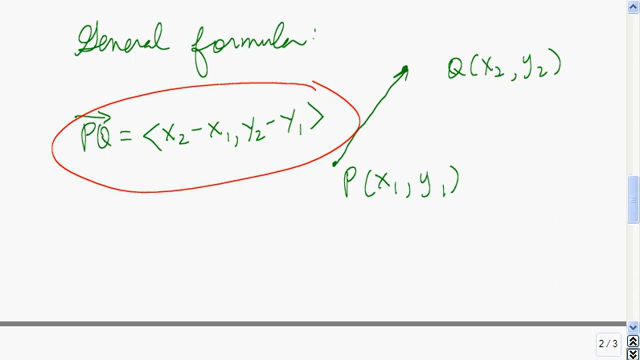 General formula:
Q(x₂, y₂)
PQ = <x₂ - x₁, y₂ - y₁>
P(x₁, y₁)
2 / 3